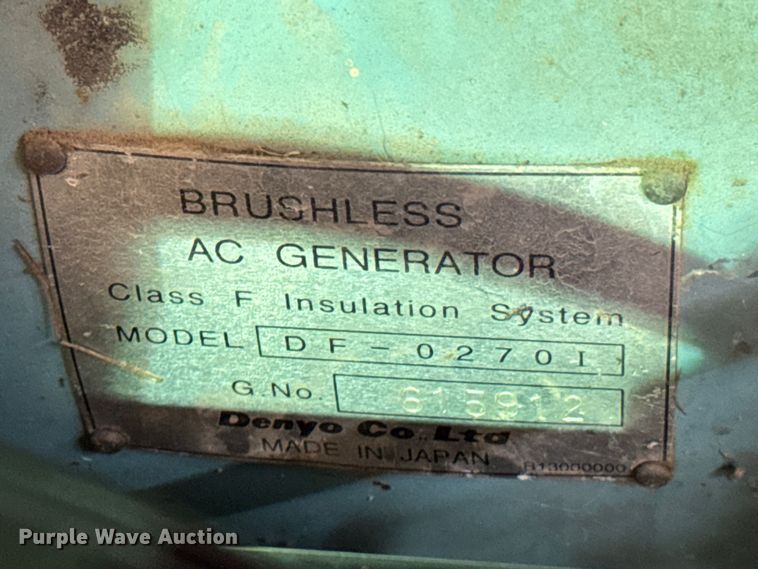 BRUSHLESS
AC GENERATOR
Class F Insulation System
MODEL DF-0270I
G.No. 615912
Denyo Co., Ltd
MADE IN JAPAN B13000000
Purple Wave Auction